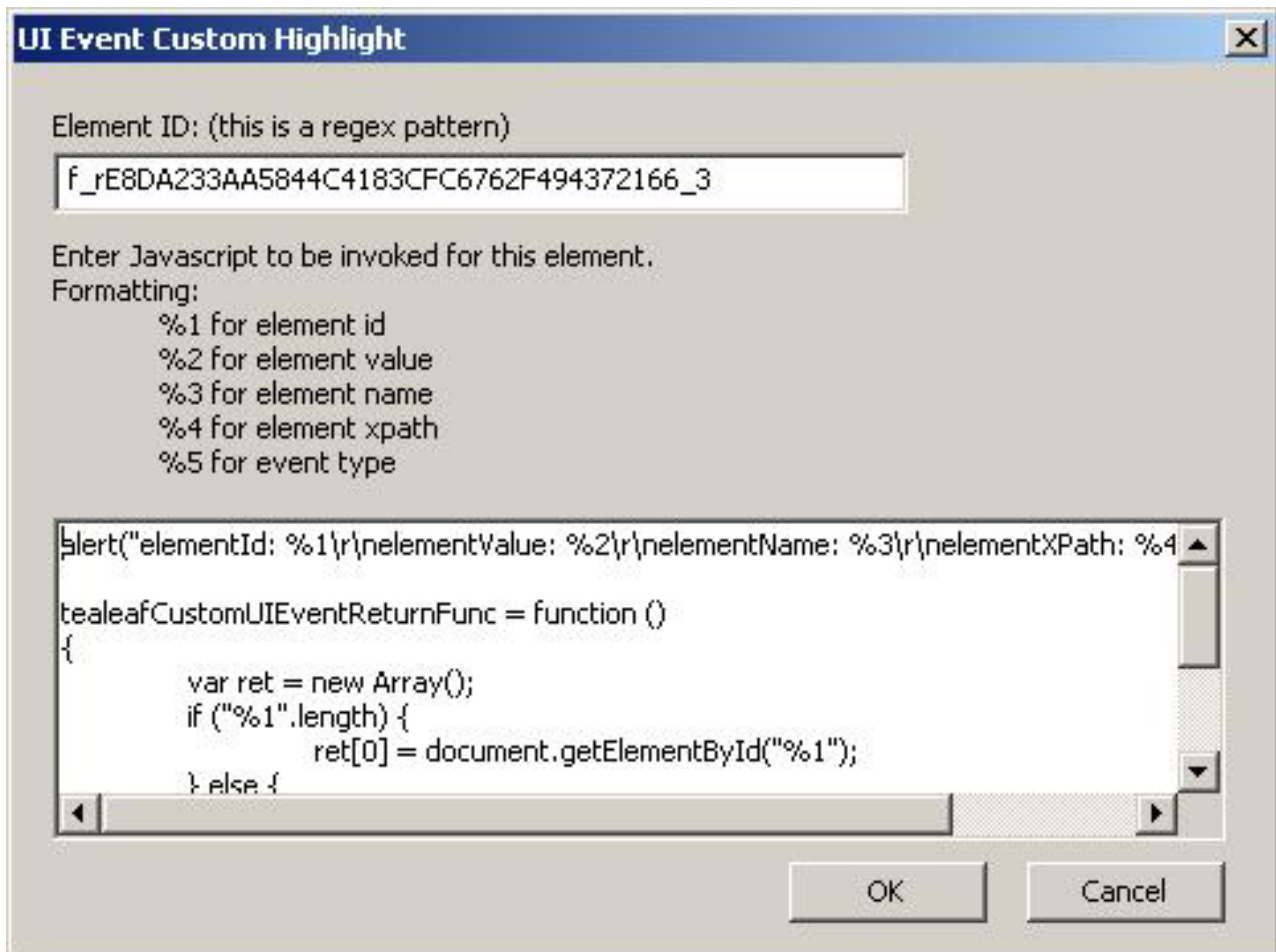 UI Event Custom Highlight
Element ID: (this is a regex pattern)
f_rE8DA233AA5844C4183CFC6762F494372166_3
Enter Javascript to be invoked for this element.
Formatting:
%1 for element id
%2 for element value
%3 for element name
%4 for element xpath
%5 for event type
alert("elementId: %1\r\nelementValue: %2\r\nelementName: %3\r\nelementXPath: %4
tealeafCustomUIEventReturnFunc = function ()
{
var ret = new Array();
if ("%1".length) {
ret[0] = document.getElementById("%1");
} else {
OK
Cancel